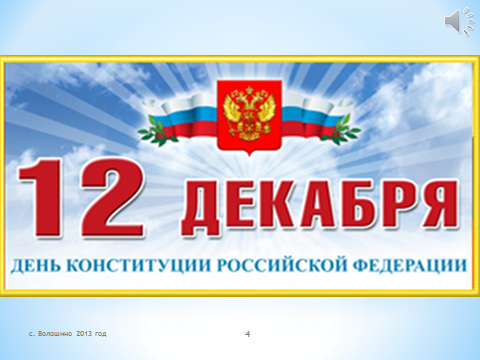 12 ДЕКАБРЯ
ДЕНЬ КОНСТИТУЦИИ РОССИЙСКОЙ ФЕДЕРАЦИИ
с. Волошино 2013 год
4